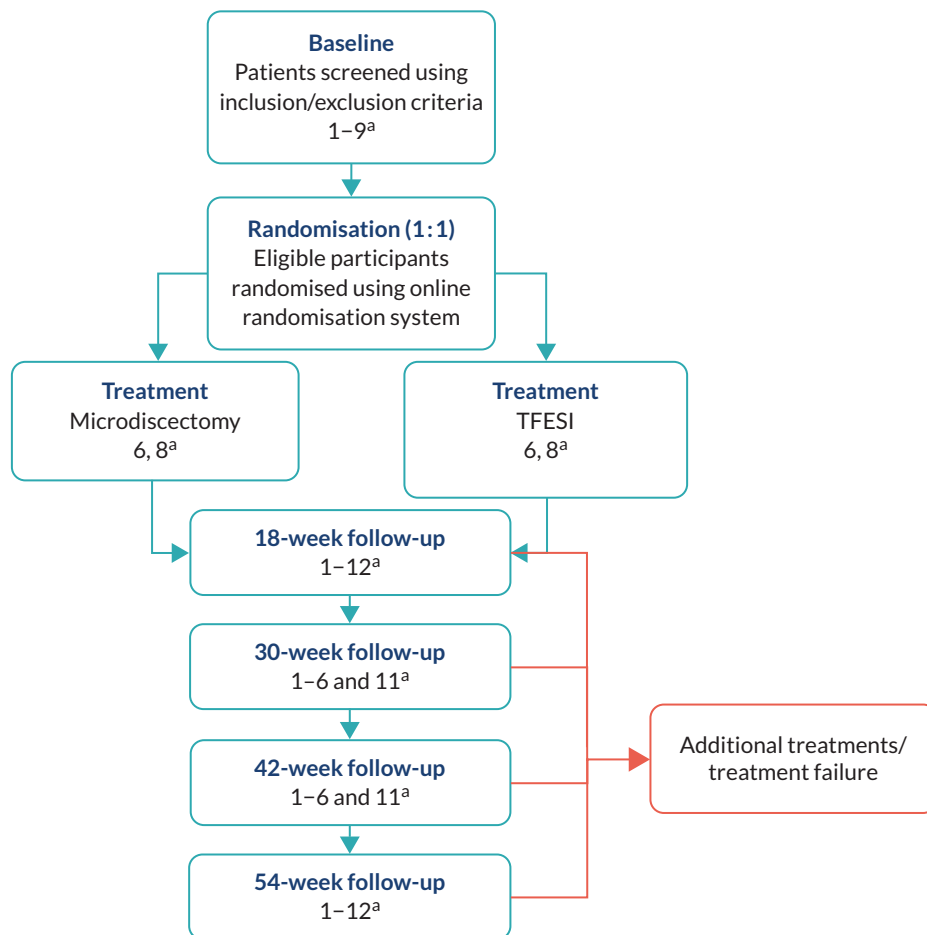 Baseline
Patients screened using
inclusion/exclusion criteria
1–9ᵃ
Randomisation (1:1)
Eligible participants
randomised using online
randomisation system
Treatment
Microdiscectomy
6, 8ᵃ
Treatment
TFESI
6, 8ᵃ
18-week follow-up
1–12ᵃ
30-week follow-up
1–6 and 11ᵃ
42-week follow-up
1–6 and 11ᵃ
54-week follow-up
1–12ᵃ
Additional treatments/
treatment failure